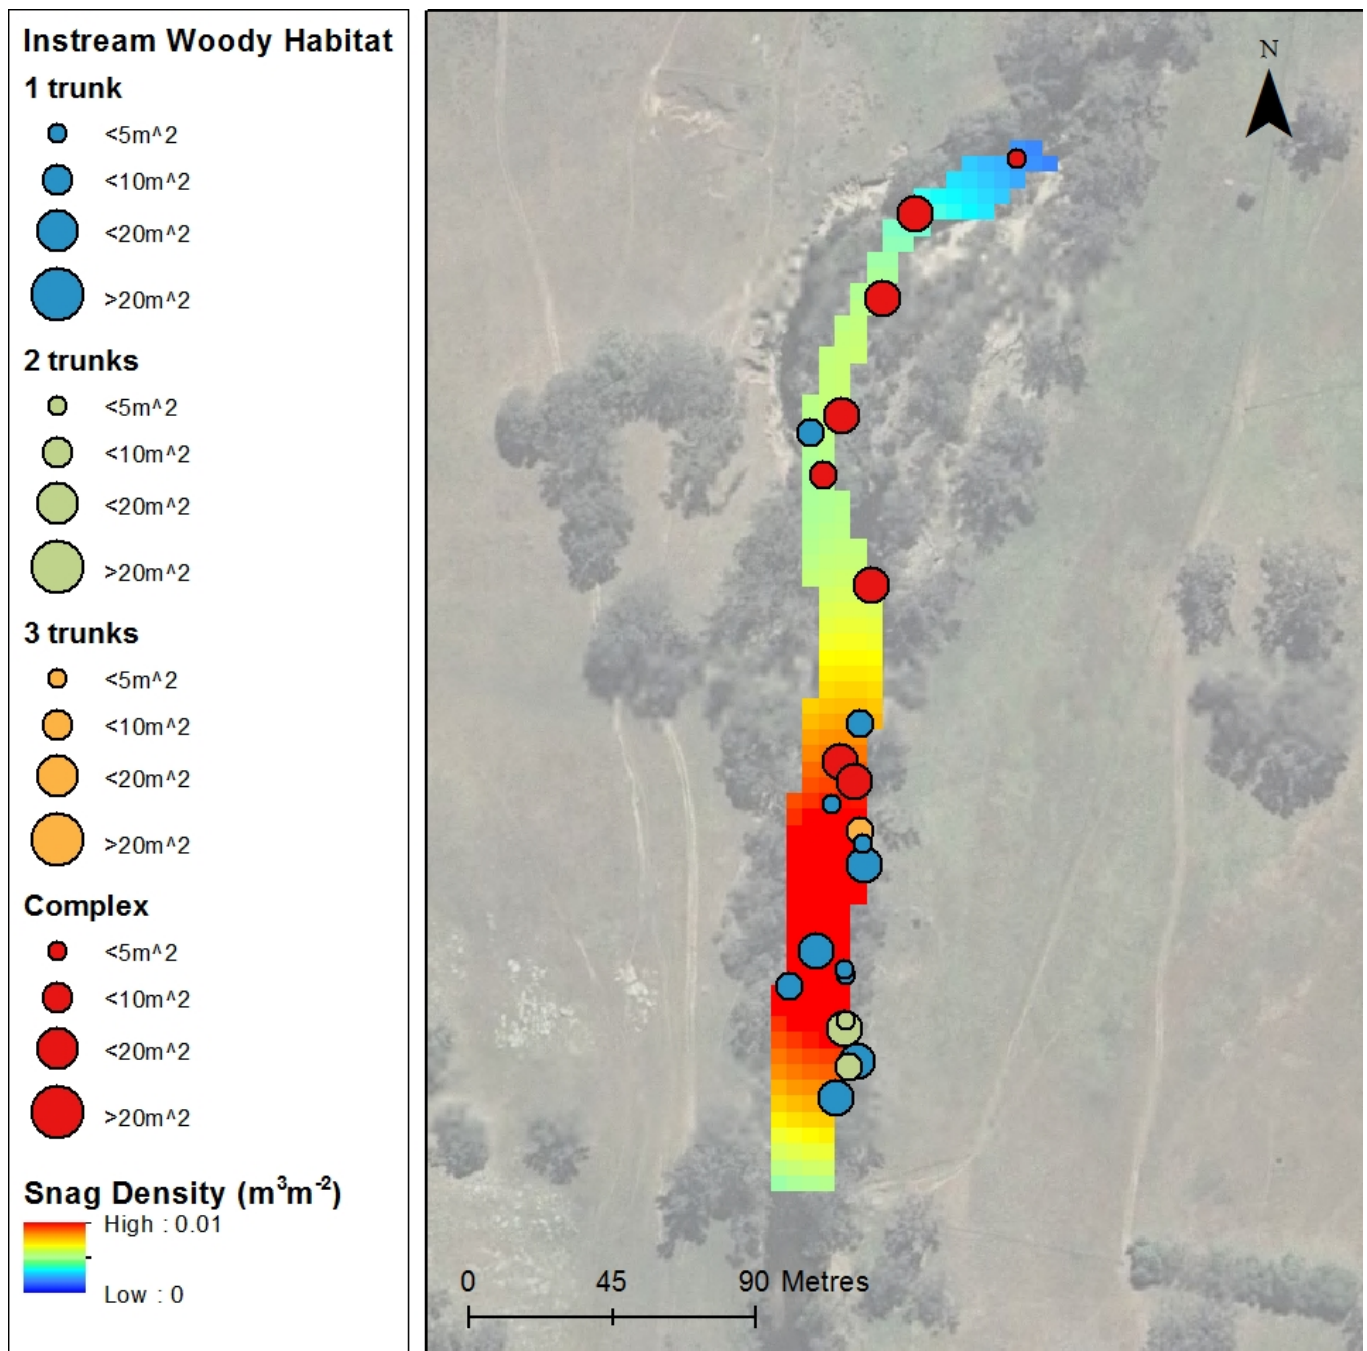 Instream Woody Habitat
1 trunk
<5m^2
<10m^2
<20m^2
>20m^2
2 trunks
<5m^2
<10m^2
<20m^2
>20m^2
3 trunks
<5m^2
<10m^2
<20m^2
>20m^2
Complex
<5m^2
<10m^2
<20m^2
>20m^2
Snag Density (m³m⁻²)
High : 0.01
Low : 0
N
0 45 90 Metres